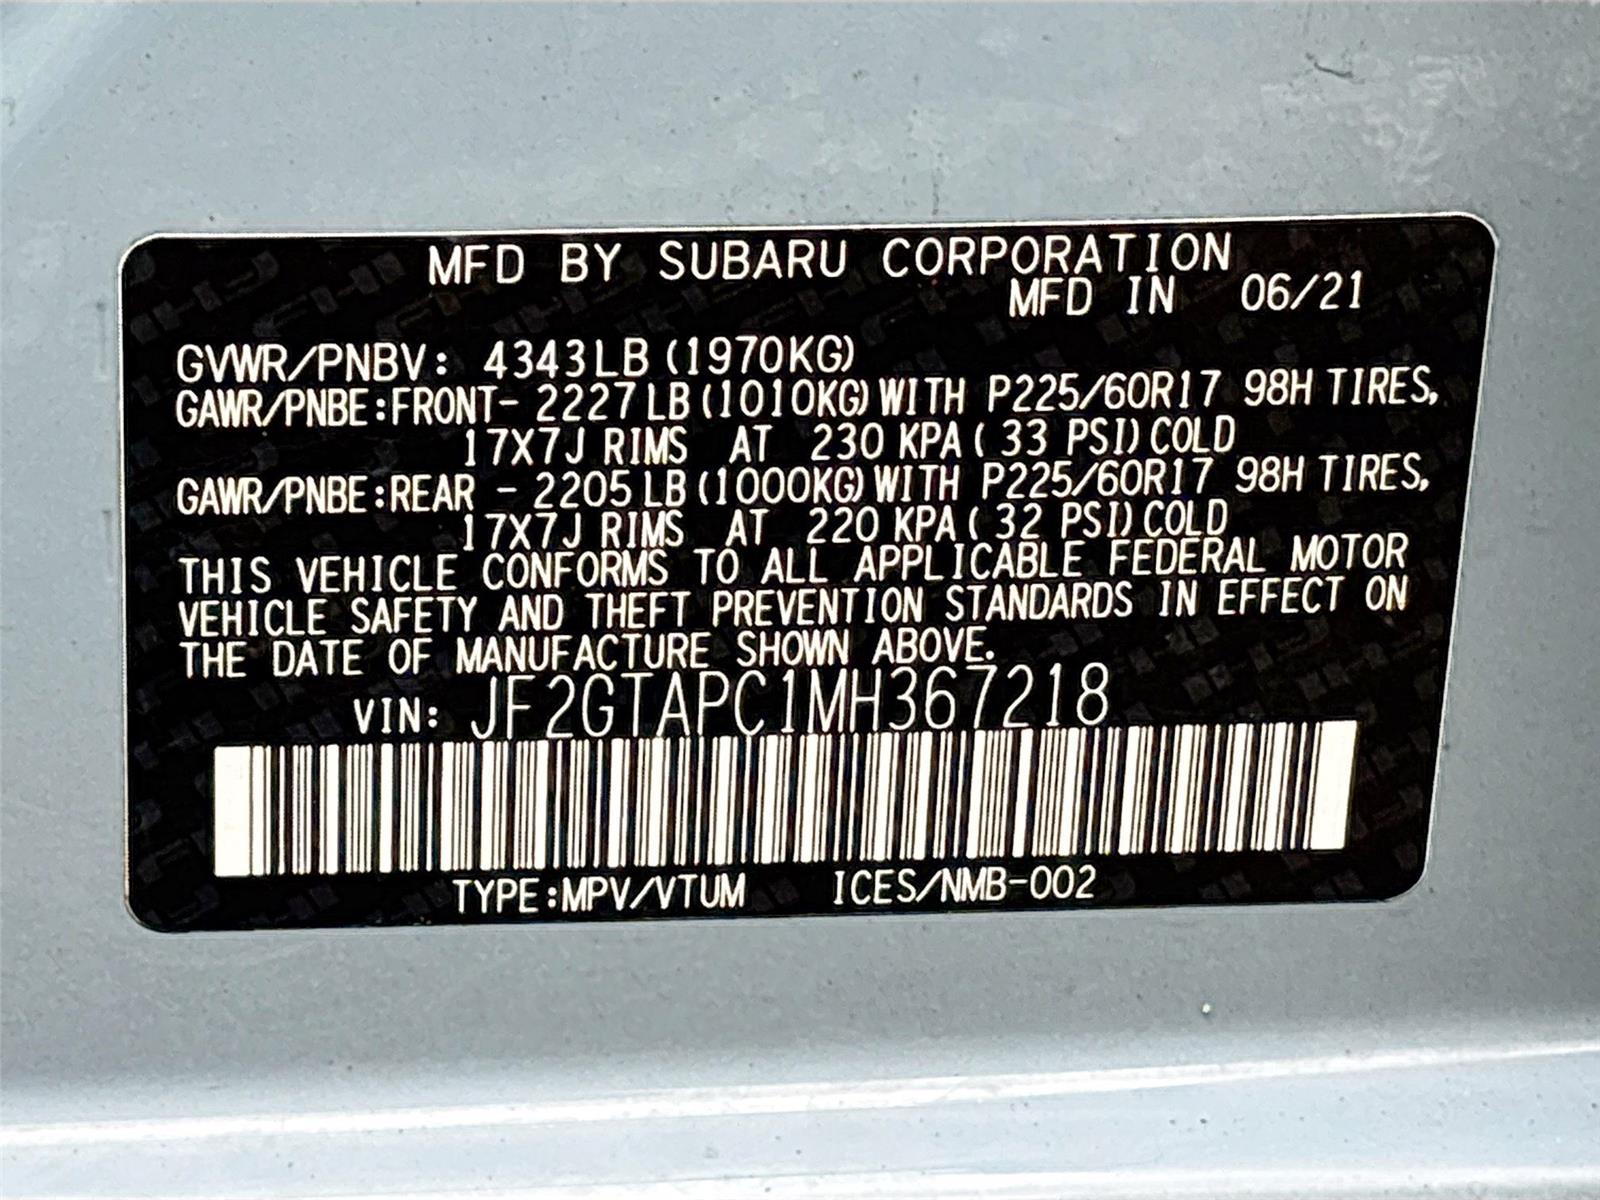 MFD BY SUBARU CORPORATION
MFD IN 06/21
GVWR/PNBV: 4343LB (1970KG)
GAWR/PNBE:FRONT- 2227LB(1010KG)WITH P225/60R17 98H TIRES,
17X7J RIMS AT 230 KPA( 33 PSI)COLD
GAWR/PNBE:REAR - 2205LB(1000KG)WITH P225/60R17 98H TIRES,
17X7J RIMS AT 220 KPA( 32 PSI)COLD
THIS VEHICLE CONFORMS TO ALL APPLICABLE FEDERAL MOTOR
VEHICLE SAFETY AND THEFT PREVENTION STANDARDS IN EFFECT ON
THE DATE OF MANUFACTURE SHOWN ABOVE.
VIN: JF2GTAPC1MH367218
TYPE:MPV/VTUM ICES/NMB-002